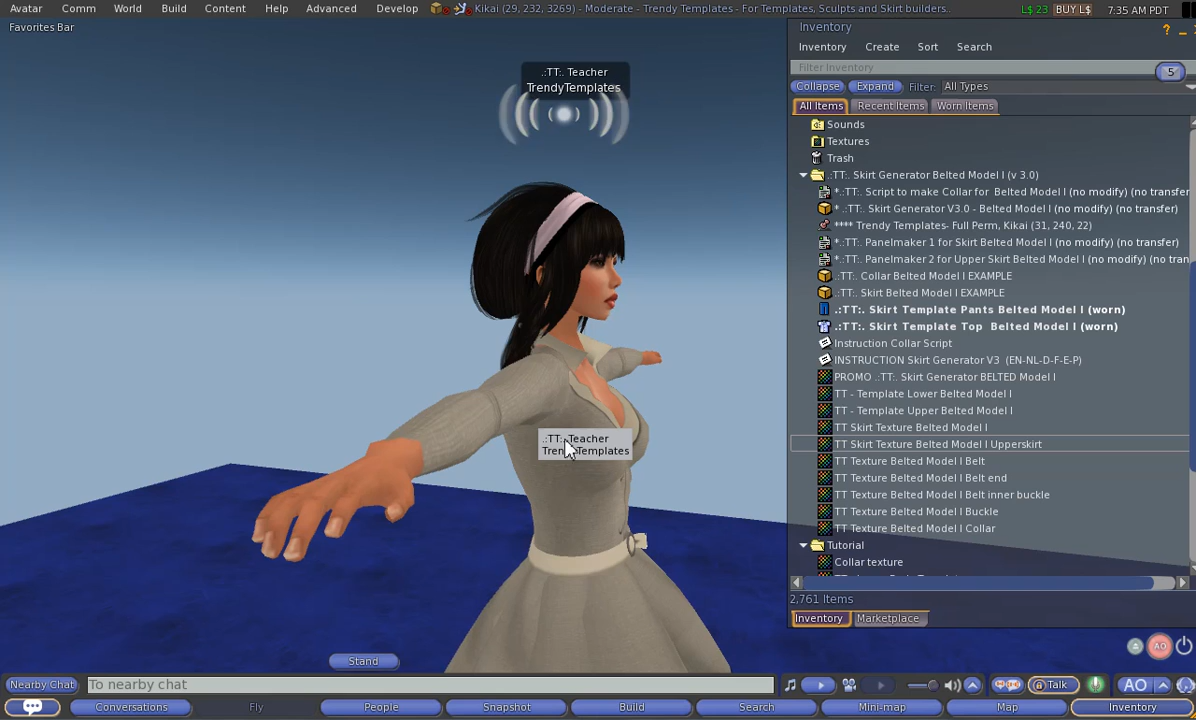 Avatar Comm World Build Content Help Advanced Develop Kikai (29, 232, 3269) - Moderate - Trendy Templates - For Templates, Sculpts and Skirt builders.. L$ 23 BUY L$ 7:35 AM PDT
Favorites Bar
.:TT:. Teacher
TrendyTemplates
.:TT:. Teacher
TrendyTemplates
Stand
Inventory ?
Inventory Create Sort Search
Filter Inventory 5
Collapse Expand Filter: All Types
All Items Recent Items Worn Items
Sounds
Textures
Trash
.:TT:. Skirt Generator Belted Model I (v 3.0)
*.:TT:. Script to make Collar for Belted Model I (no modify) (no transfer
* .:TT:. Skirt Generator V3.0 - Belted Model I (no modify) (no transfer)
**** Trendy Templates- Full Perm, Kikai (31, 240, 22)
*.:TT:. Panelmaker 1 for Skirt Belted Model I (no modify) (no transfer)
*.:TT:. Panelmaker 2 for Upper Skirt Belted Model I (no modify) (no tran
.:TT:. Collar Belted Model I EXAMPLE
.:TT:. Skirt Belted Model I EXAMPLE
.:TT:. Skirt Template Pants Belted Model I (worn)
.:TT:. Skirt Template Top Belted Model I (worn)
Instruction Collar Script
INSTRUCTION Skirt Generator V3 (EN-NL-D-F-E-P)
PROMO .:TT:. Skirt Generator BELTED Model I
TT - Template Lower Belted Model I
TT - Template Upper Belted Model I
TT Skirt Texture Belted Model I
TT Skirt Texture Belted Model I Upperskirt
TT Texture Belted Model I Belt
TT Texture Belted Model I Belt end
TT Texture Belted Model I Belt inner buckle
TT Texture Belted Model I Buckle
TT Texture Belted Model I Collar
Tutorial
Collar texture
2,761 Items
Inventory Marketplace
AO
Nearby Chat To nearby chat Talk AO
Conversations Fly People Snapshot Build Search Mini-map Map Inventory